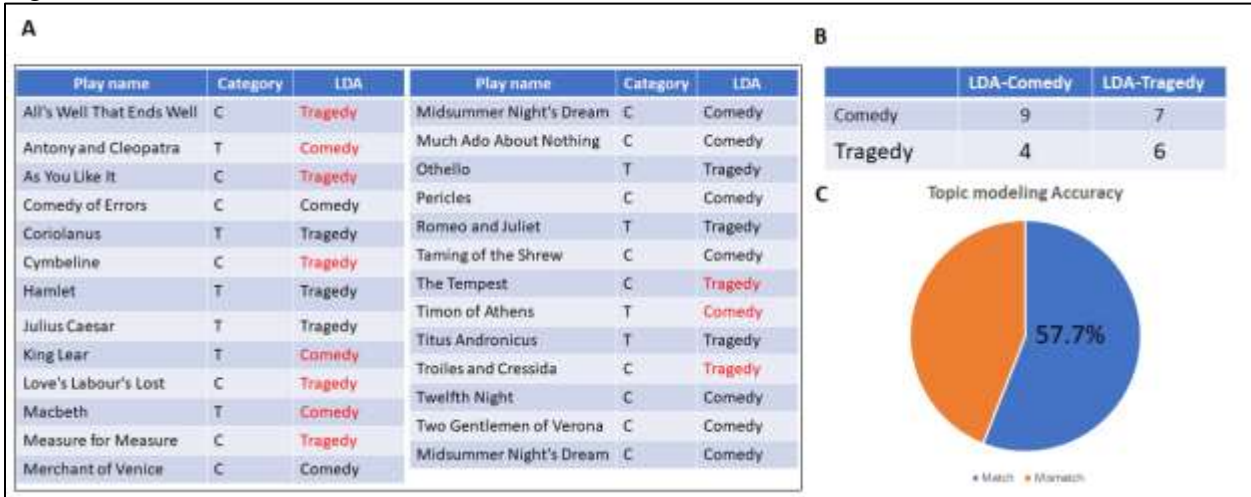 A
Play name Category LDA
All's Well That Ends Well C Tragedy
Antony and Cleopatra T Comedy
As You Like It C Tragedy
Comedy of Errors C Comedy
Coriolanus T Tragedy
Cymbeline C Tragedy
Hamlet T Tragedy
Julius Caesar T Tragedy
King Lear T Comedy
Love's Labour's Lost C Tragedy
Macbeth T Comedy
Measure for Measure C Tragedy
Merchant of Venice C Comedy
Play name Category LDA
Midsummer Night's Dream C Comedy
Much Ado About Nothing C Comedy
Othello T Tragedy
Pericles C Comedy
Romeo and Juliet T Tragedy
Taming of the Shrew C Comedy
The Tempest C Tragedy
Timon of Athens T Comedy
Titus Andronicus T Tragedy
Troiles and Cressida C Tragedy
Twelfth Night C Comedy
Two Gentlemen of Verona C Comedy
Midsummer Night's Dream C Comedy
B
LDA-Comedy LDA-Tragedy
Comedy 9 7
Tragedy 4 6
C
Topic modeling Accuracy
57.7%
Match Mismatch